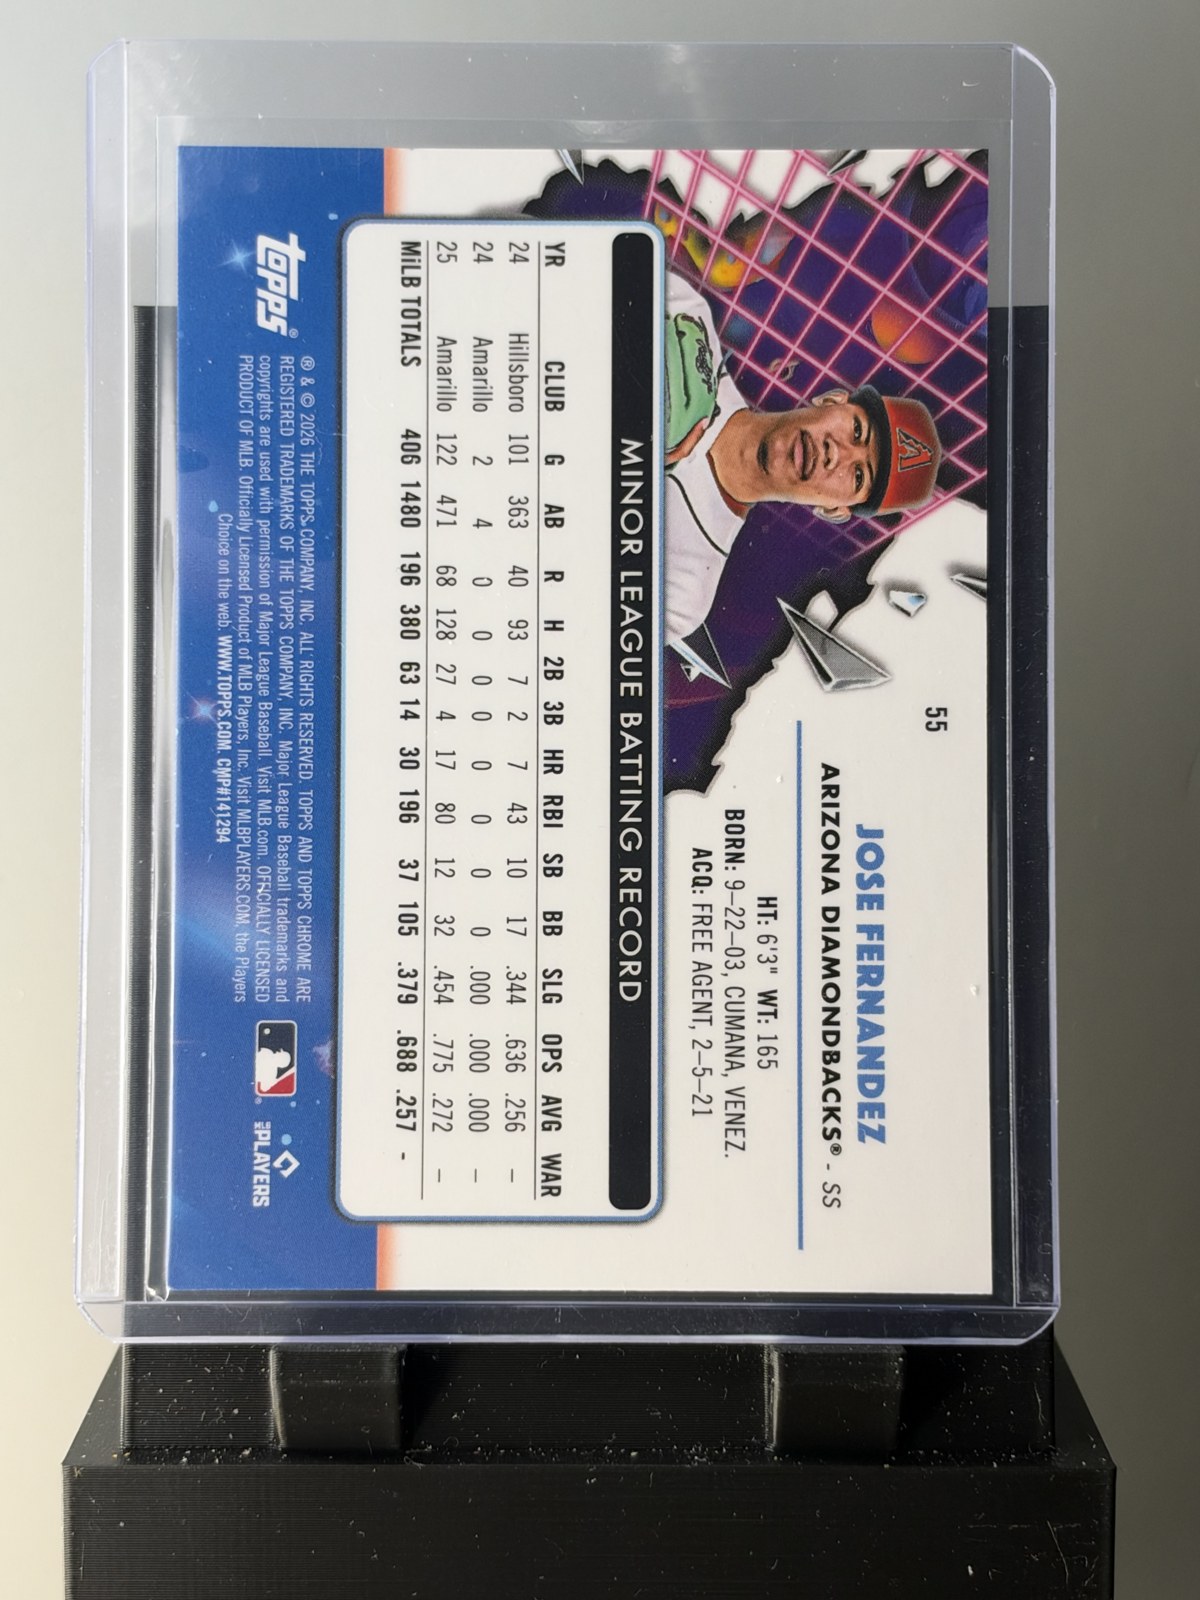 55
JOSE FERNANDEZ
ARIZONA DIAMONDBACKS® - SS
HT: 6'3" WT: 165
BORN: 9-22-03, CUMANA, VENEZ.
ACQ: FREE AGENT, 2-5-21
MINOR LEAGUE BATTING RECORD
YR CLUB G AB R H 2B 3B HR RBI SB BB SLG OPS AVG WAR
24 Hillsboro 101 363 40 93 7 2 7 43 10 17 .344 .636 .256 –
24 Amarillo 2 4 0 0 0 0 0 0 0 0 .000 .000 .000 –
25 Amarillo 122 471 68 128 27 4 17 80 12 32 .454 .775 .272 –
MiLB TOTALS 406 1480 196 380 63 14 30 196 37 105 .379 .688 .257 -
topps®
® & © 2026 THE TOPPS COMPANY, INC. ALL RIGHTS RESERVED. TOPPS AND TOPPS CHROME ARE
REGISTERED TRADEMARKS OF THE TOPPS COMPANY, INC. Major League Baseball trademarks and
copyrights are used with permission of Major League Baseball. Visit MLB.com. OFFICIALLY LICENSED
PRODUCT OF MLB. Officially Licensed Product of MLB Players, Inc. Visit MLBPLAYERS.COM, the Players
Choice on the web. WWW.TOPPS.COM. CMP#141294
MLB PLAYERS
A